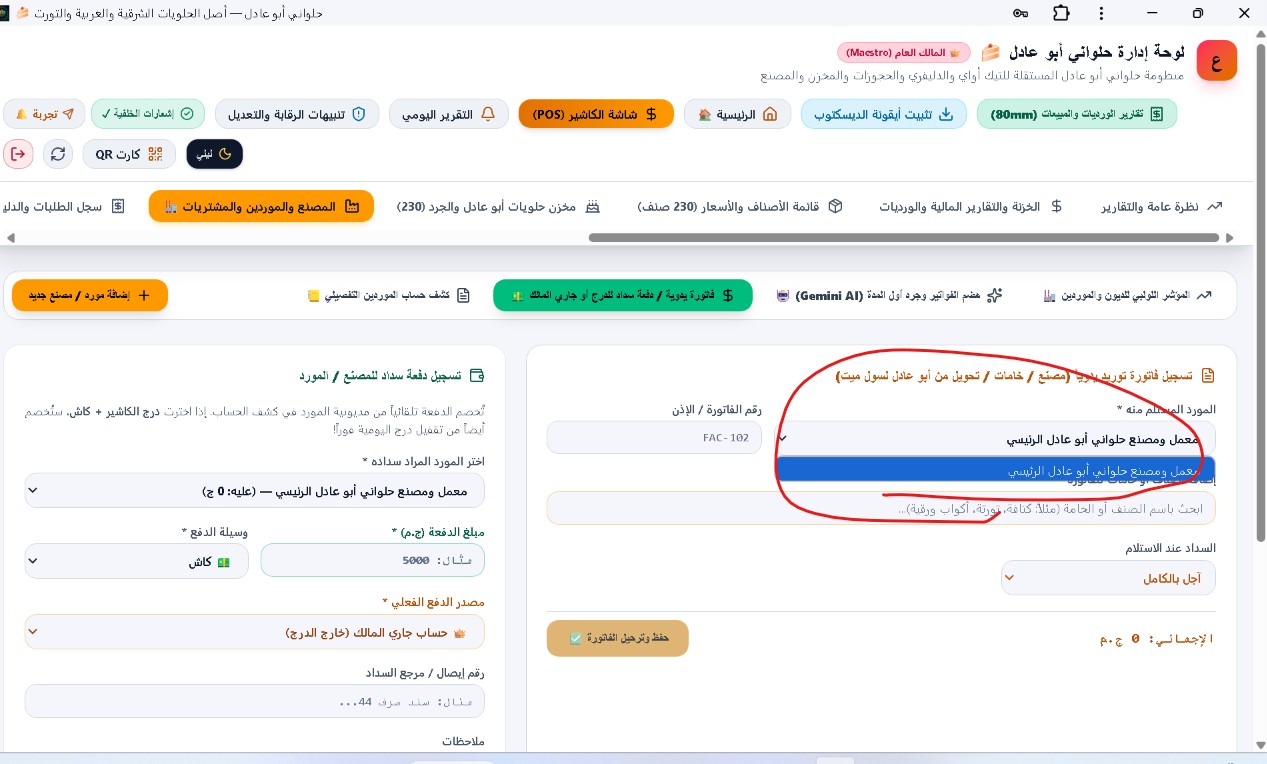 حلواني أبو عادل — أصل الحلويات الشرقية والغربية والتورت 🍰
ع
لوحة إدارة حلواني أبو عادل 🍰
👑 المالك العام (Maestro)
منظومة حلواني أبو عادل المستقلة للتيك أواي والدليفري والحجوزات والمخزن والمصنع
تقارير الورديات والمبيعات (80mm)
تثبيت أيقونة الديسكتوب
الرئيسية 🏠
شاشة الكاشير (POS)
التقرير اليومي
تنبيهات الرقابة والتعديل
إشعارات الخلفية ✓
تجربة 🔔
ليلي
كارت QR
نظرة عامة والتقارير
الخزنة والتقارير المالية والورديات
قائمة الأصناف والأسعار (230 صنف)
مخزن حلويات أبو عادل والجرد (230)
المصنع والموردين والمشتريات 🏭
سجل الطلبات والدلي
المؤشر اللولبي للديون والموردين 🏭
هضم الفواتير وجرد أول المدة (Gemini AI) 🤖
فاتورة يدوية / دفعة سداد للدرج أو جاري المالك 💵
كشف حساب الموردين التفصيلي 📒
إضافة مورد / مصنع جديد
تسجيل فاتورة توريد يدوياً (مصنع / خامات / تحويل من أبو عادل لسول ميت)
المورد المستلم منه *
رقم الفاتورة / الإذن
معمل ومصنع حلواني أبو عادل الرئيسي
FAC-102
معمل ومصنع حلواني أبو عادل الرئيسي
ابحث باسم الصنف أو الخامة (مثلاً: كنافة، تورتة، أكواب ورقية)...
السداد عند الاستلام
آجل بالكامل
الإجمالي: 0 ج.م
حفظ وترحيل الفاتورة ✅
تسجيل دفعة سداد للمصنع / المورد
تُخصم الدفعة تلقائياً من مديونية المورد في كشف الحساب. إذا اخترت درج الكاشير + كاش، ستُخصم
أيضاً من تقفيل درج اليومية فوراً!
اختر المورد المراد سداده *
معمل ومصنع حلواني أبو عادل الرئيسي — (عليه: 0 ج)
مبلغ الدفعة (ج.م) *
وسيلة الدفع *
مثال: 5000
💵 كاش
مصدر الدفع الفعلي *
👑 حساب جاري المالك (خارج الدرج)
رقم إيصال / مرجع السداد
مثال: سند صرف 44...
ملاحظات